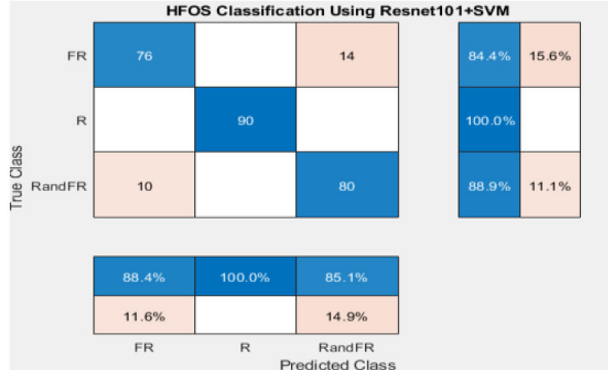 HFOS Classification Using Resnet101+SVM
FR 76 14 84.4% 15.6%
R 90 100.0%
RandFR 10 80 88.9% 11.1%
True Class
88.4% 100.0% 85.1%
11.6% 14.9%
FR R RandFR
Predicted Class